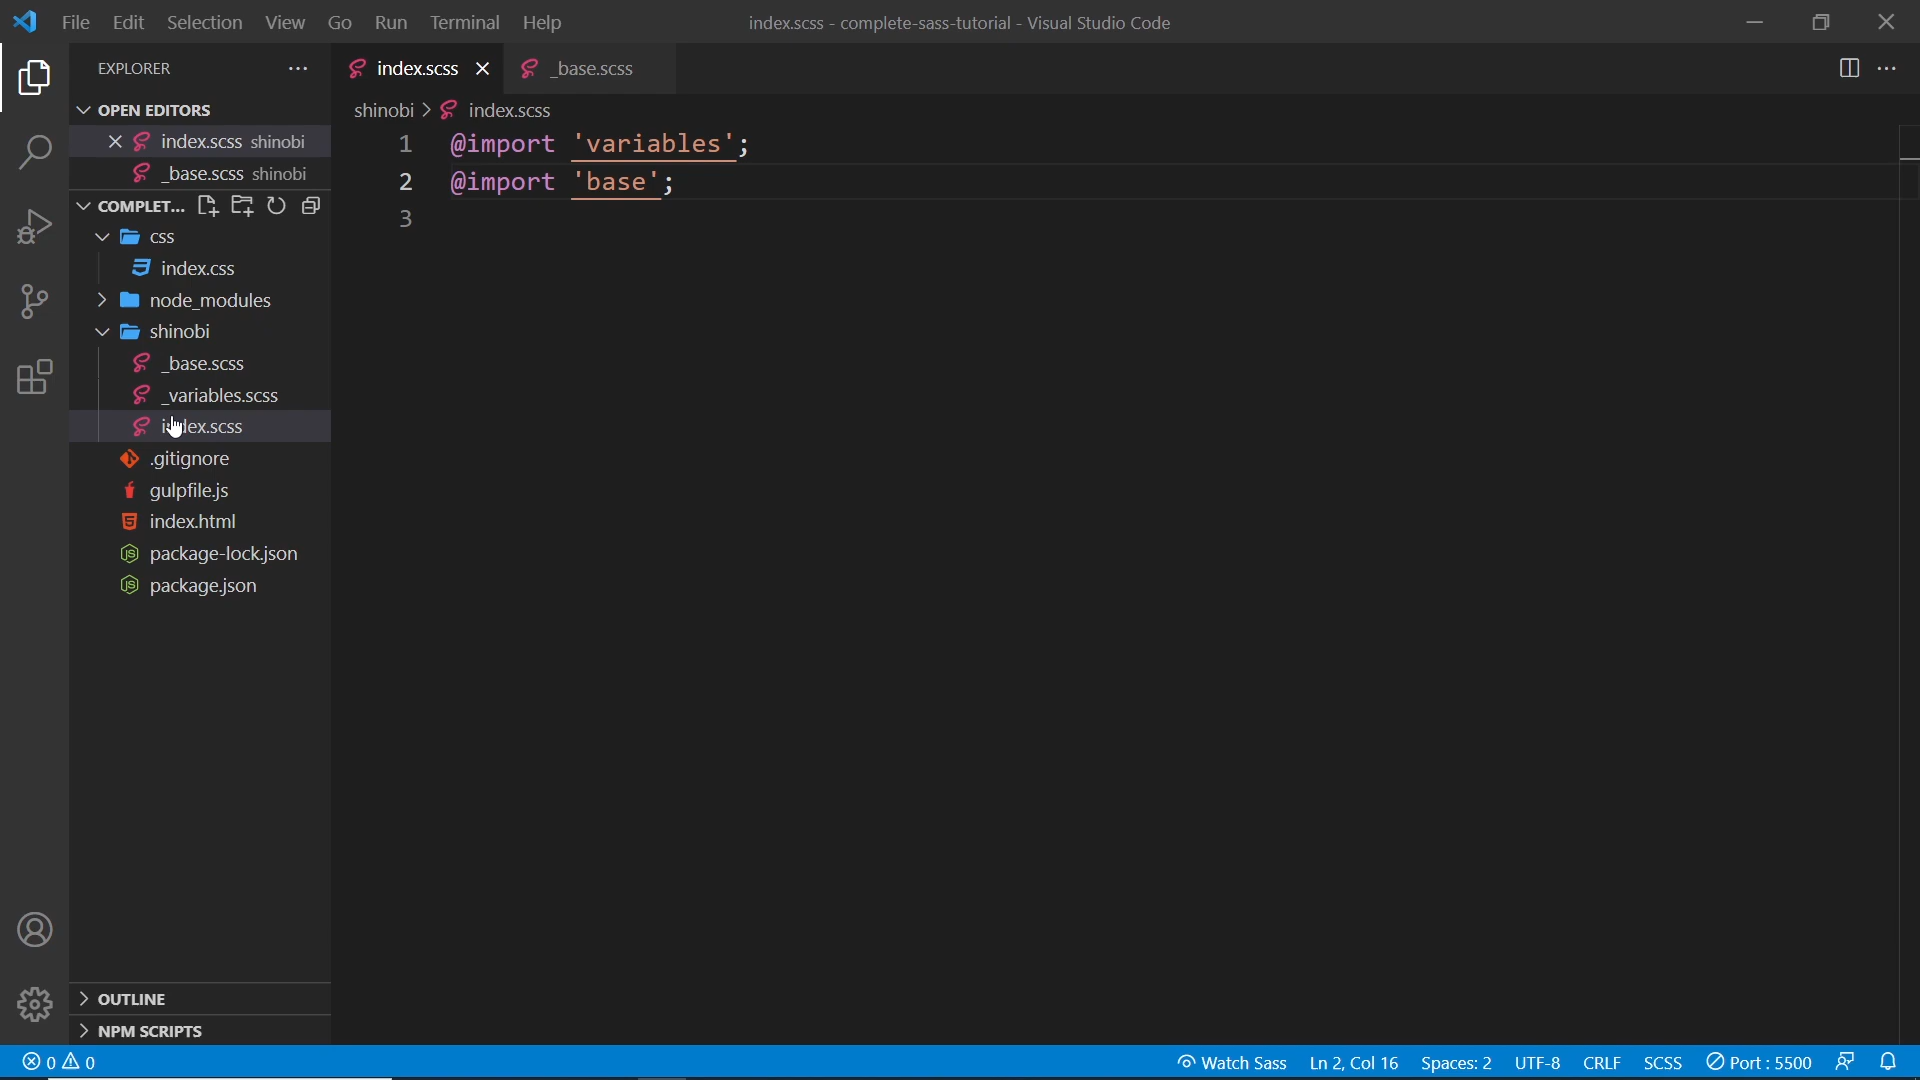 File Edit Selection View Go Run Terminal Help
index.scss - complete-sass-tutorial - Visual Studio Code
EXPLORER
OPEN EDITORS
index.scss shinobi
_base.scss shinobi
COMPLET...
css
index.css
node_modules
shinobi
_base.scss
_variables.scss
index.scss
.gitignore
gulpfile.js
index.html
package-lock.json
package.json
OUTLINE
NPM SCRIPTS
index.scss
_base.scss
shinobi > index.scss
1 @import 'variables';
2 @import 'base';
3
0 0
Watch Sass Ln 2, Col 16 Spaces: 2 UTF-8 CRLF SCSS Port : 5500